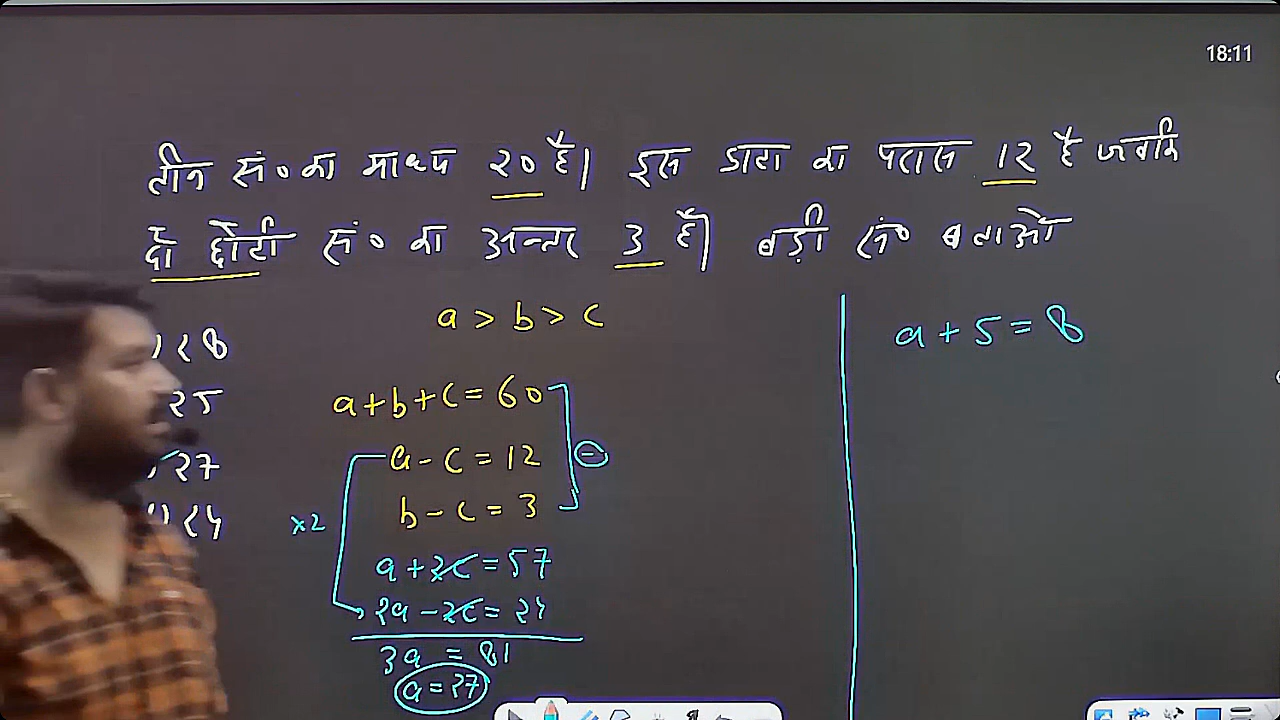 18:11
तीन सं० का माध्य 20 है। इस डाटा का परास 12 है जबकि
दो छोटी सं० का अन्तर 3 है। बड़ी सं० बताओ
28
25
27
24
a > b > c
a+b+c=60
a-c=12
-
b-c=3
×2
a+2c=57
2a-2c=24
3a=81
a=27
a+5=8